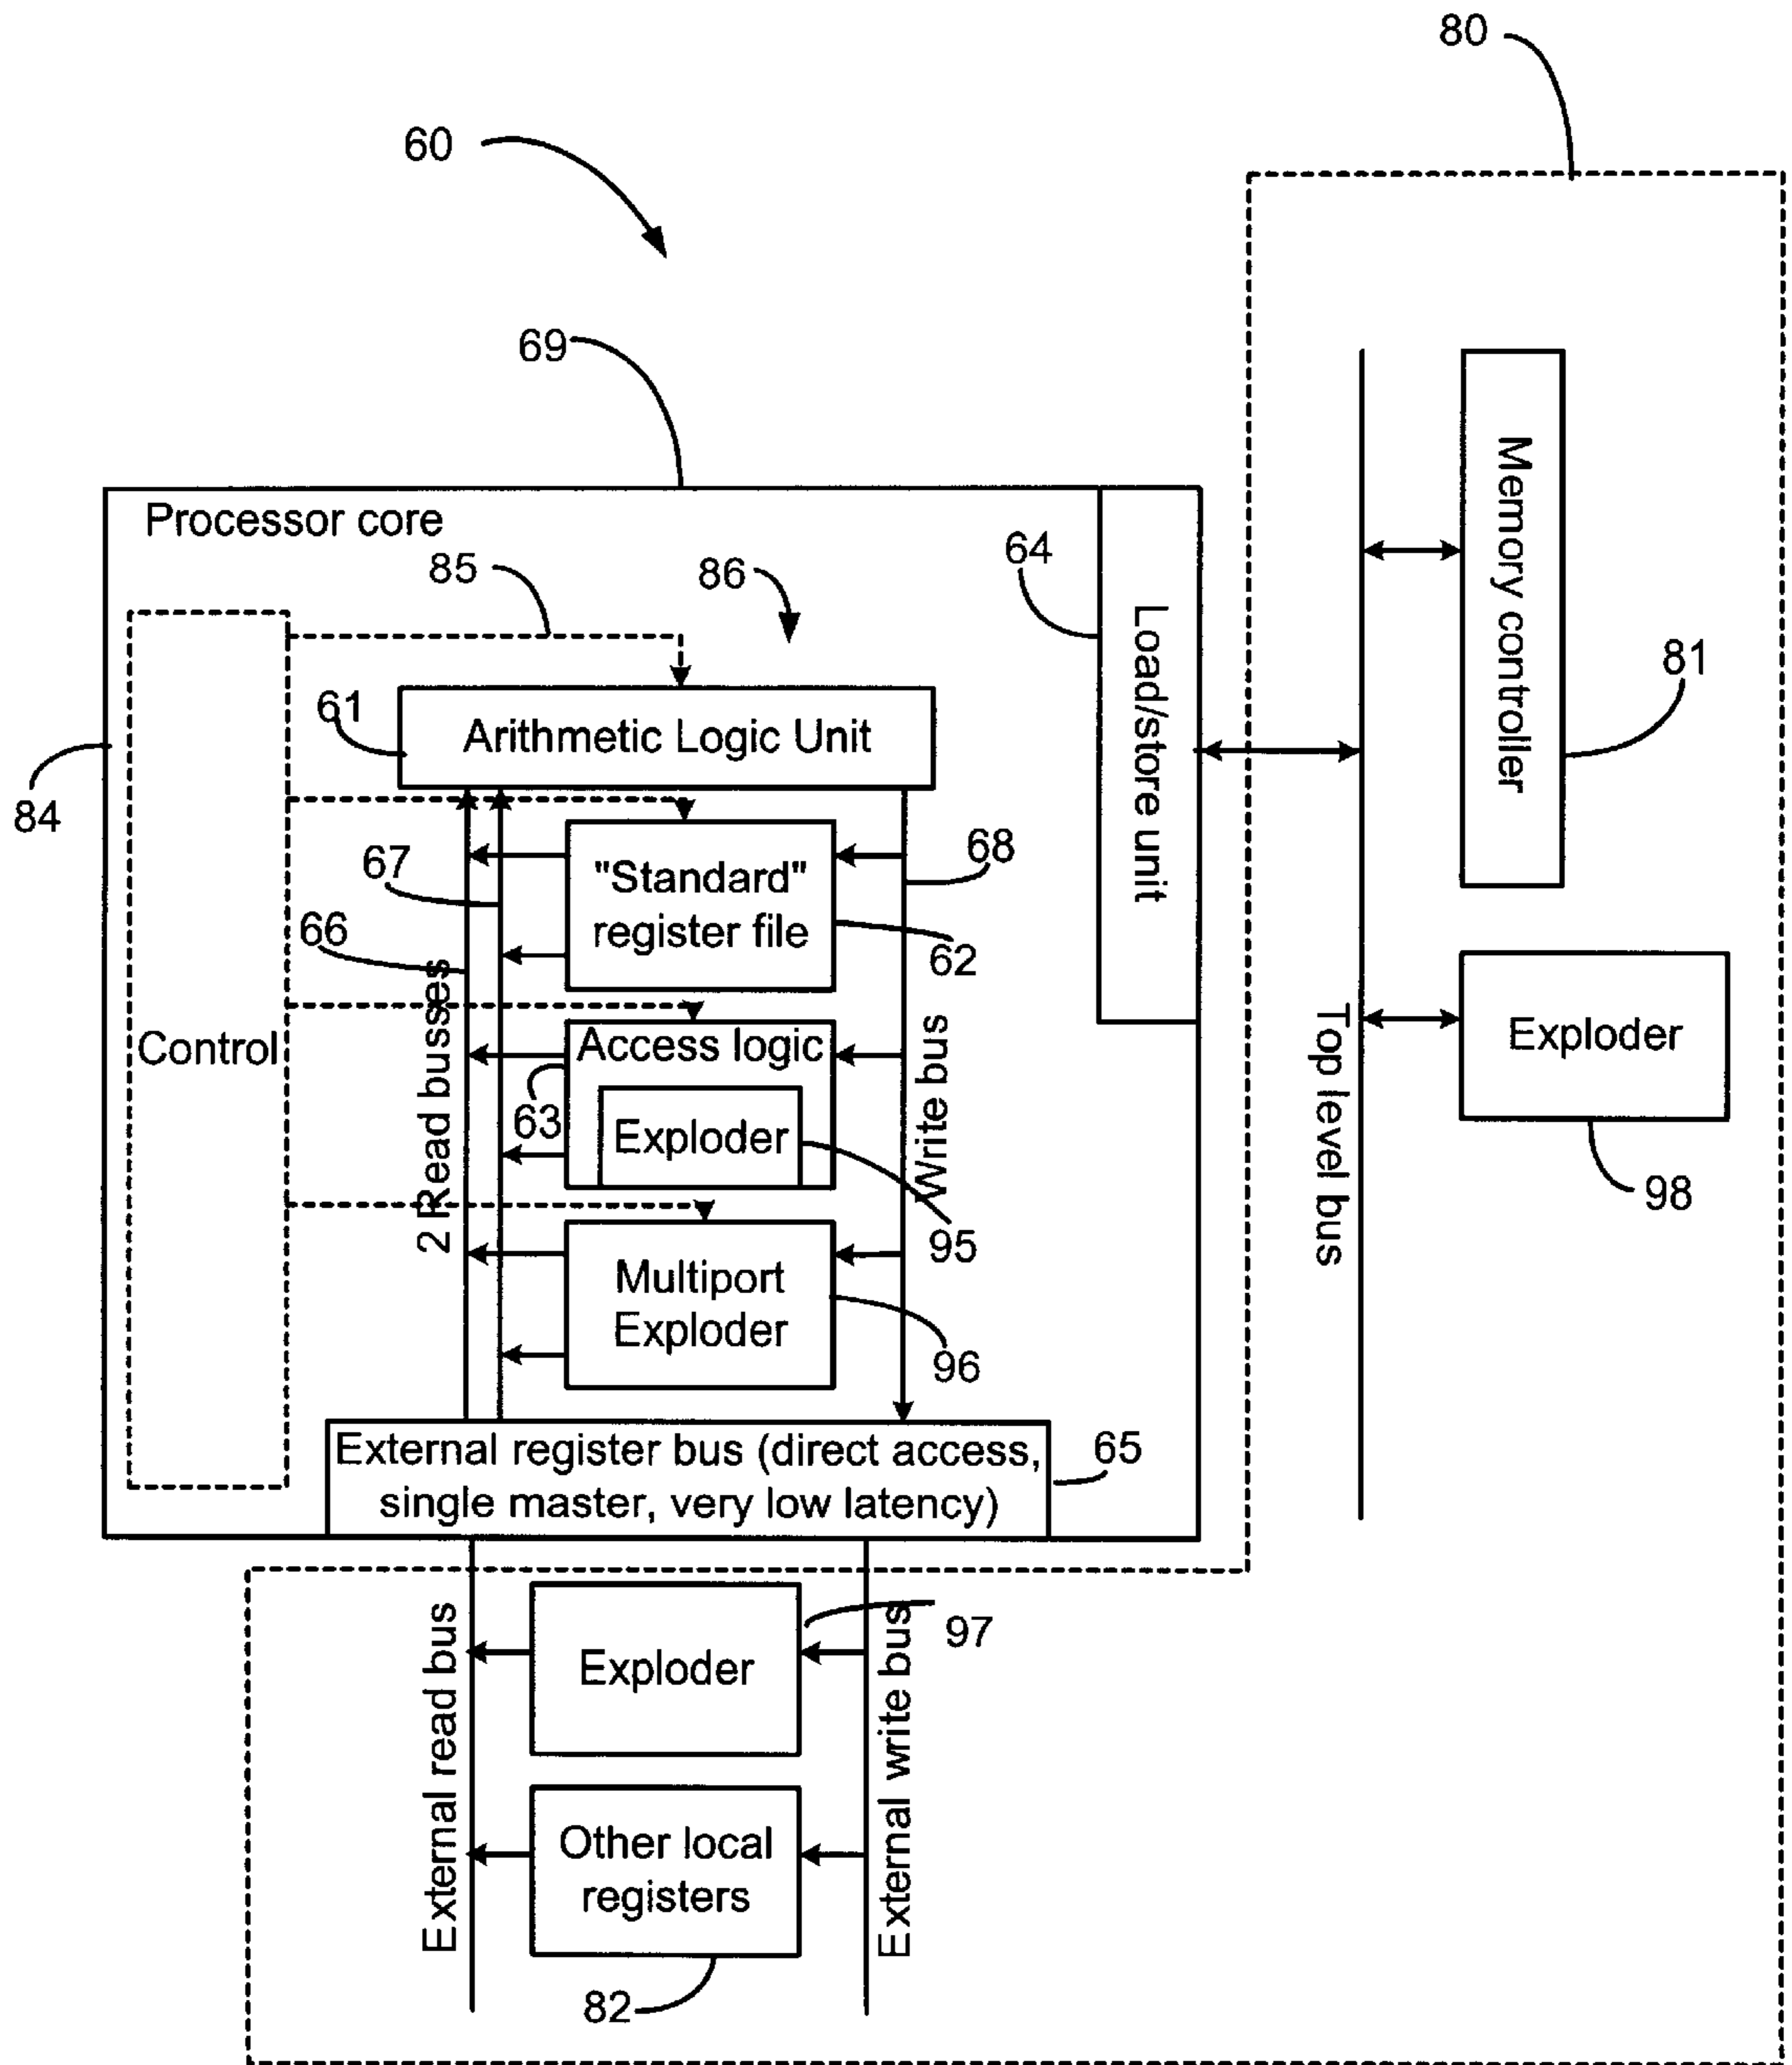 80
60
69
Processor core
85
86
64
Load/store unit
Memory controller
81
61
Arithmetic Logic Unit
84
67
"Standard"
register file
68
66
62
2 Read busses
Control
Access logic
63
Exploder
Write bus
95
Top level bus
Exploder
98
Multiport
Exploder
96
External register bus (direct access,
single master, very low latency)
65
External read bus
Exploder
97
External write bus
Other local
registers
82